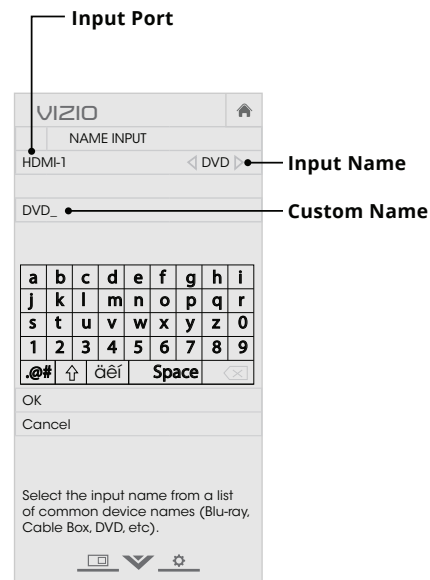 Input Port
VIZIO
NAME INPUT
HDMI-1 DVD
Input Name
DVD_
Custom Name
a b c d e f g h i
j k l m n o p q r
s t u v w x y z 0
1 2 3 4 5 6 7 8 9
.@# äêí Space
OK
Cancel
Select the input name from a list
of common device names (Blu-ray,
Cable Box, DVD, etc).